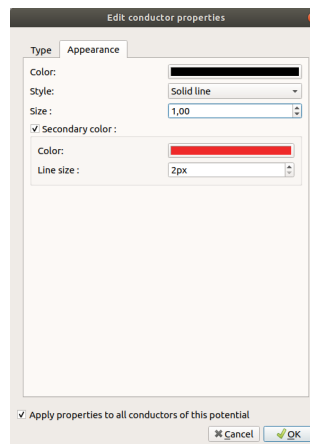 Edit conductor properties
Type Appearance
Color:
Style: Solid line
Size : 1,00
Secondary color :
Color:
Line size : 2px
Apply properties to all conductors of this potential
Cancel OK